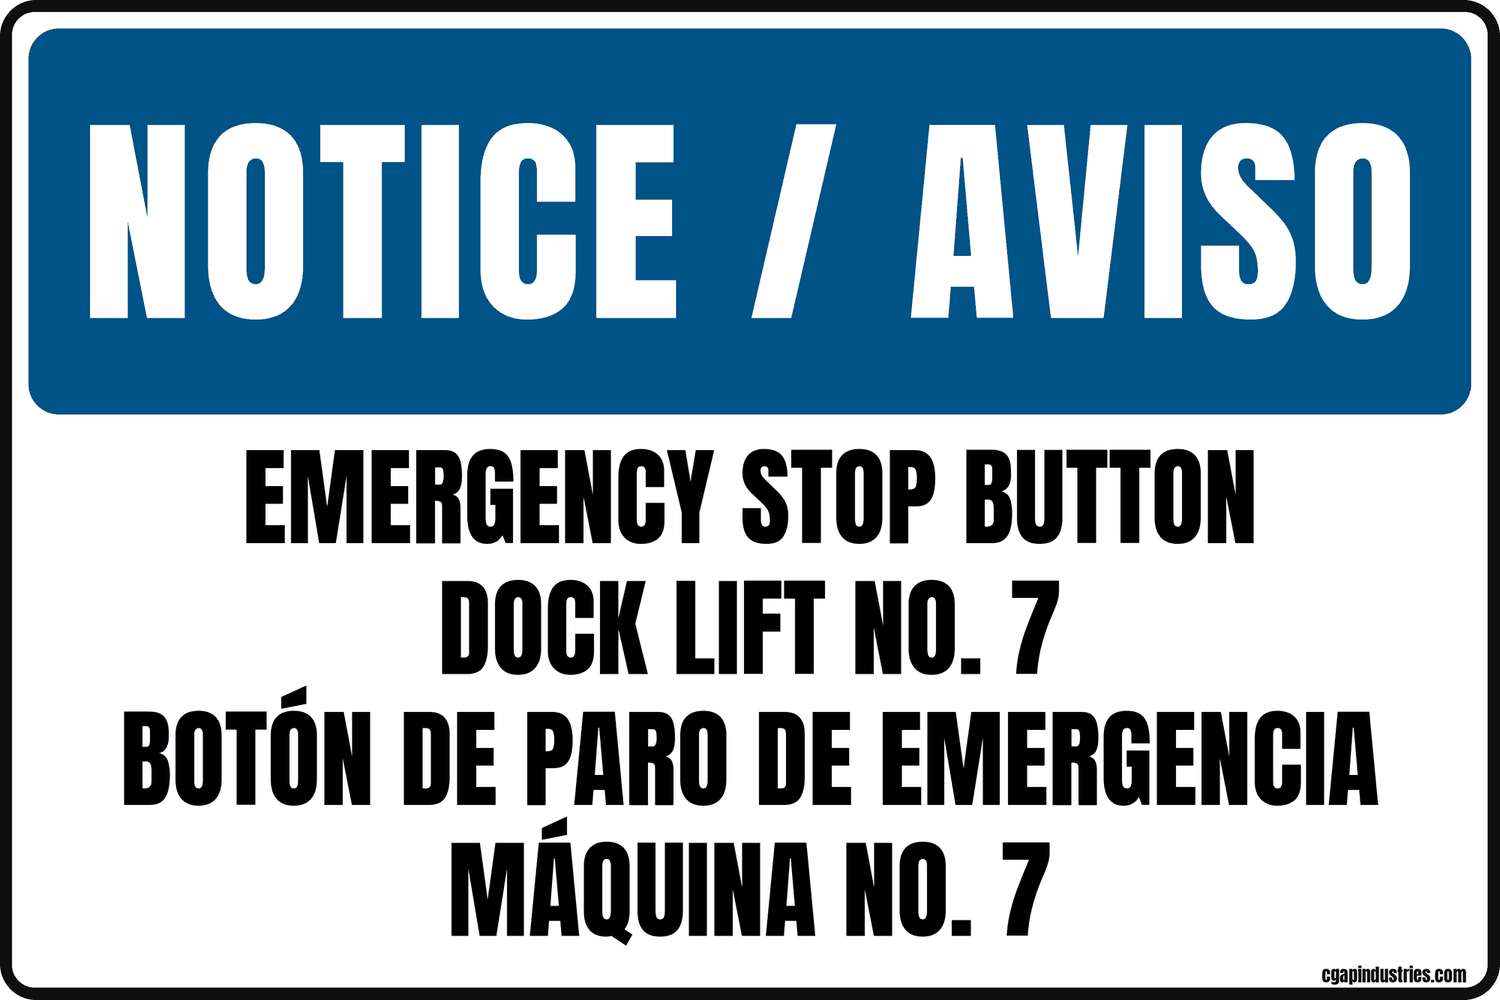 NOTICE / AVISO
EMERGENCY STOP BUTTON
DOCK LIFT NO. 7
BOTÓN DE PARO DE EMERGENCIA
MÁQUINA NO. 7
cgapindustries.com